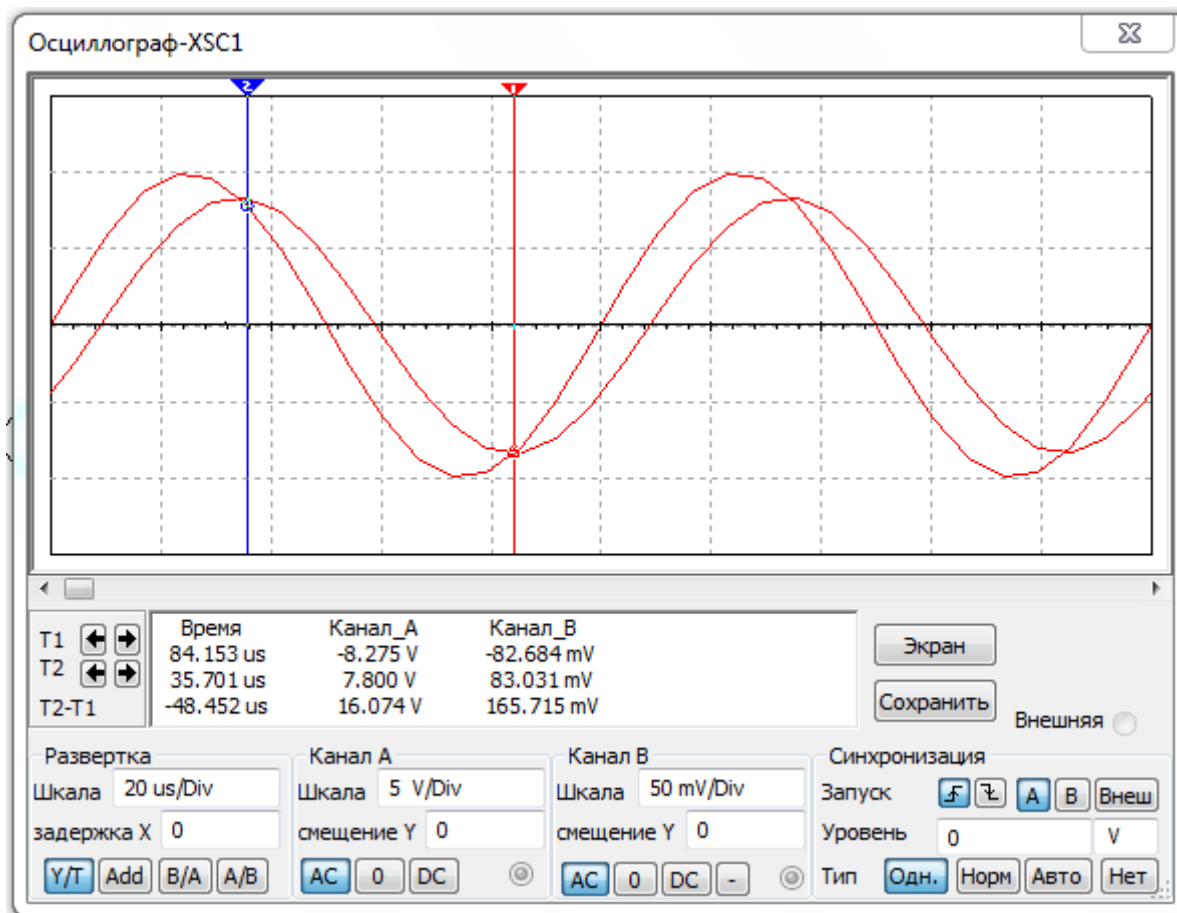 Осциллограф-XSC1
2 1
Время Канал_A Канал_B
T1 84.153 us -8.275 V -82.684 mV
T2 35.701 us 7.800 V 83.031 mV
T2-T1 -48.452 us 16.074 V 165.715 mV
Экран
Сохранить
Внешняя
Развертка
Шкала 20 us/Div
задержка X 0
Y/T Add B/A A/B
Канал A
Шкала 5 V/Div
смещение Y 0
AC 0 DC
Канал B
Шкала 50 mV/Div
смещение Y 0
AC 0 DC -
Синхронизация
Запуск A B Внеш
Уровень 0 V
Тип Одн. Норм Авто Нет